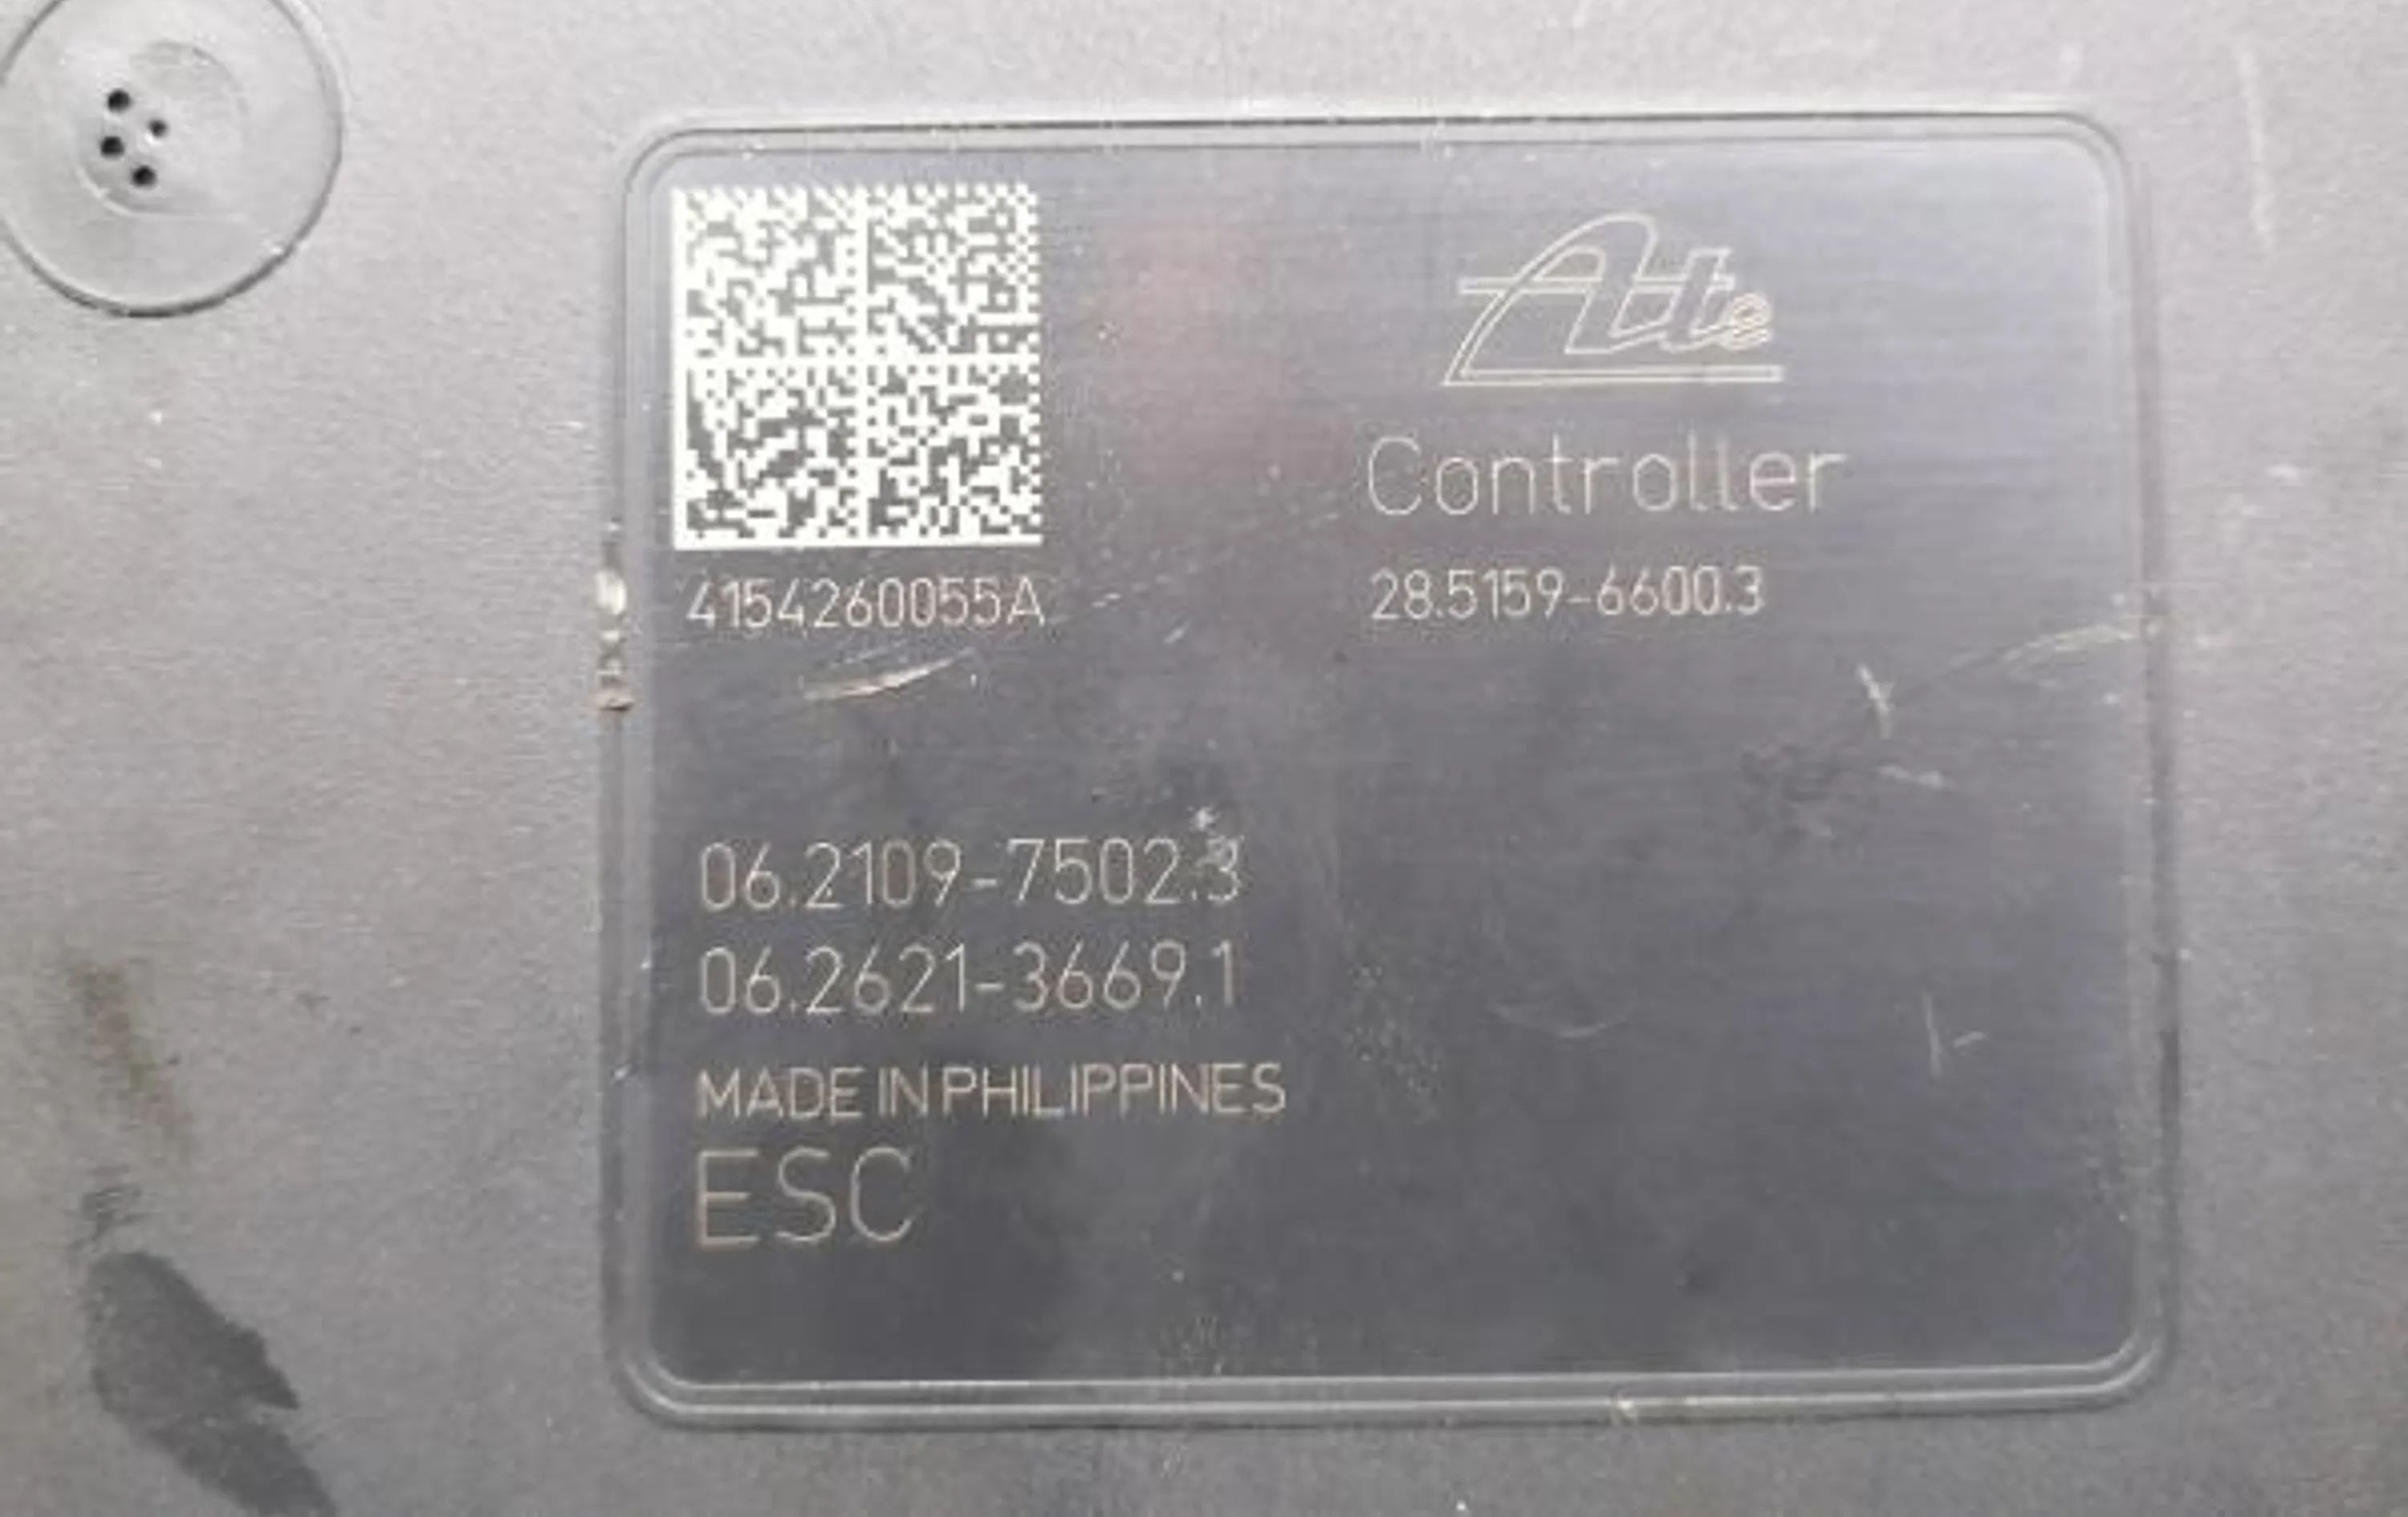 Ate
Controller
4154260055A
28.5159-6600.3
06.2109-7502.3
06.2621-3669.1
MADE IN PHILIPPINES
ESC